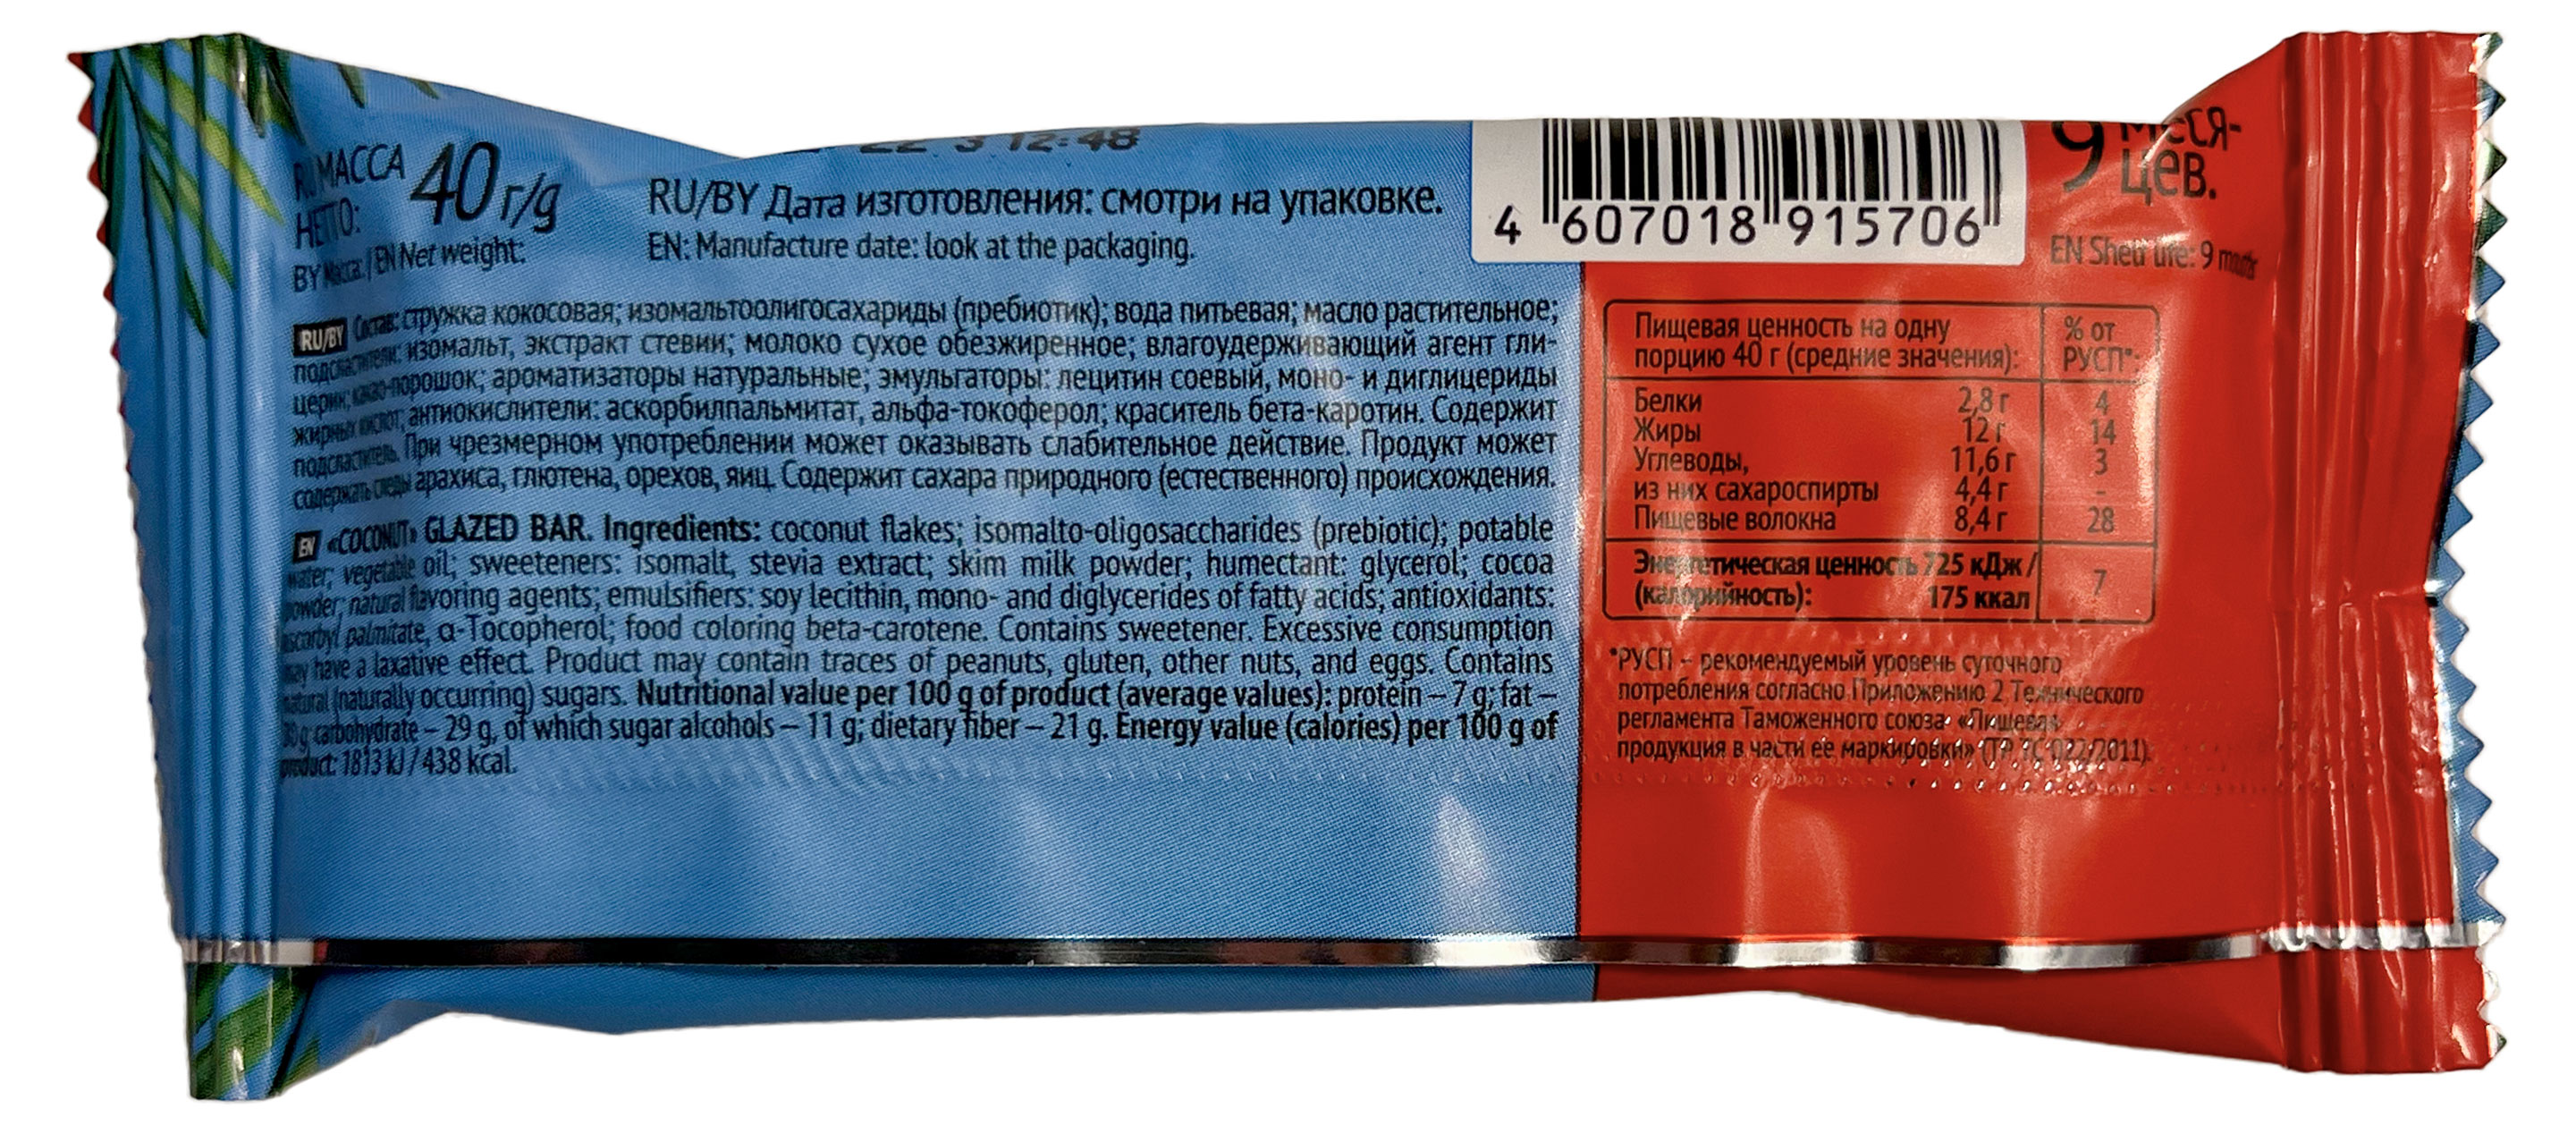 22 3 12:48
МАССА
НЕТТО:
40 г/g
BY Маса: / EN Net weight:
RU/BY Дата изготовления: смотри на упаковке.
EN: Manufacture date: look at the packaging.
4 607018 915706
9 МЕСЯ-
ЦЕВ.
EN Shelf life: 9 months
RU/BY Состав: стружка кокосовая; изомальтоолигосахариды (пребиотик); вода питьевая; масло растительное;
подсластители: изомальт, экстракт стевии; молоко сухое обезжиренное; влагоудерживающий агент гли-
церин; какао-порошок; ароматизаторы натуральные; эмульгаторы: лецитин соевый, моно- и диглицериды
жирных кислот; антиокислители: аскорбилпальмитат, альфа-токоферол; краситель бета-каротин. Содержит
подсластитель. При чрезмерном употреблении может оказывать слабительное действие. Продукт может
содержать следы арахиса, глютена, орехов, яиц. Содержит сахара природного (естественного) происхождения.
EN «COCONUT» GLAZED BAR. Ingredients: coconut flakes; isomalto-oligosaccharides (prebiotic); potable
water; vegetable oil; sweeteners: isomalt, stevia extract; skim milk powder; humectant: glycerol; cocoa
powder; natural flavoring agents; emulsifiers: soy lecithin, mono- and diglycerides of fatty acids; antioxidants:
ascorbyl palmitate, α-Tocopherol; food coloring beta-carotene. Contains sweetener. Excessive consumption
may have a laxative effect. Product may contain traces of peanuts, gluten, other nuts, and eggs. Contains
natural (naturally occurring) sugars. Nutritional value per 100 g of product (average values): protein – 7 g; fat –
30 g; carbohydrate – 29 g, of which sugar alcohols – 11 g; dietary fiber – 21 g. Energy value (calories) per 100 g of
product: 1813 kJ / 438 kcal.
Пищевая ценность на одну порцию 40 г (средние значения): % от РУСП*:
Белки 2,8 г 4
Жиры 12 г 14
Углеводы, 11,6 г 3
из них сахароспирты 4,4 г -
Пищевые волокна 8,4 г 28
Энергетическая ценность 725 кДж /
(калорийность): 175 ккал 7
*РУСП – рекомендуемый уровень суточного
потребления согласно Приложению 2 Технического
регламента Таможенного союза «Пищевая
продукция в части ее маркировки» (ТР ТС 022/2011).